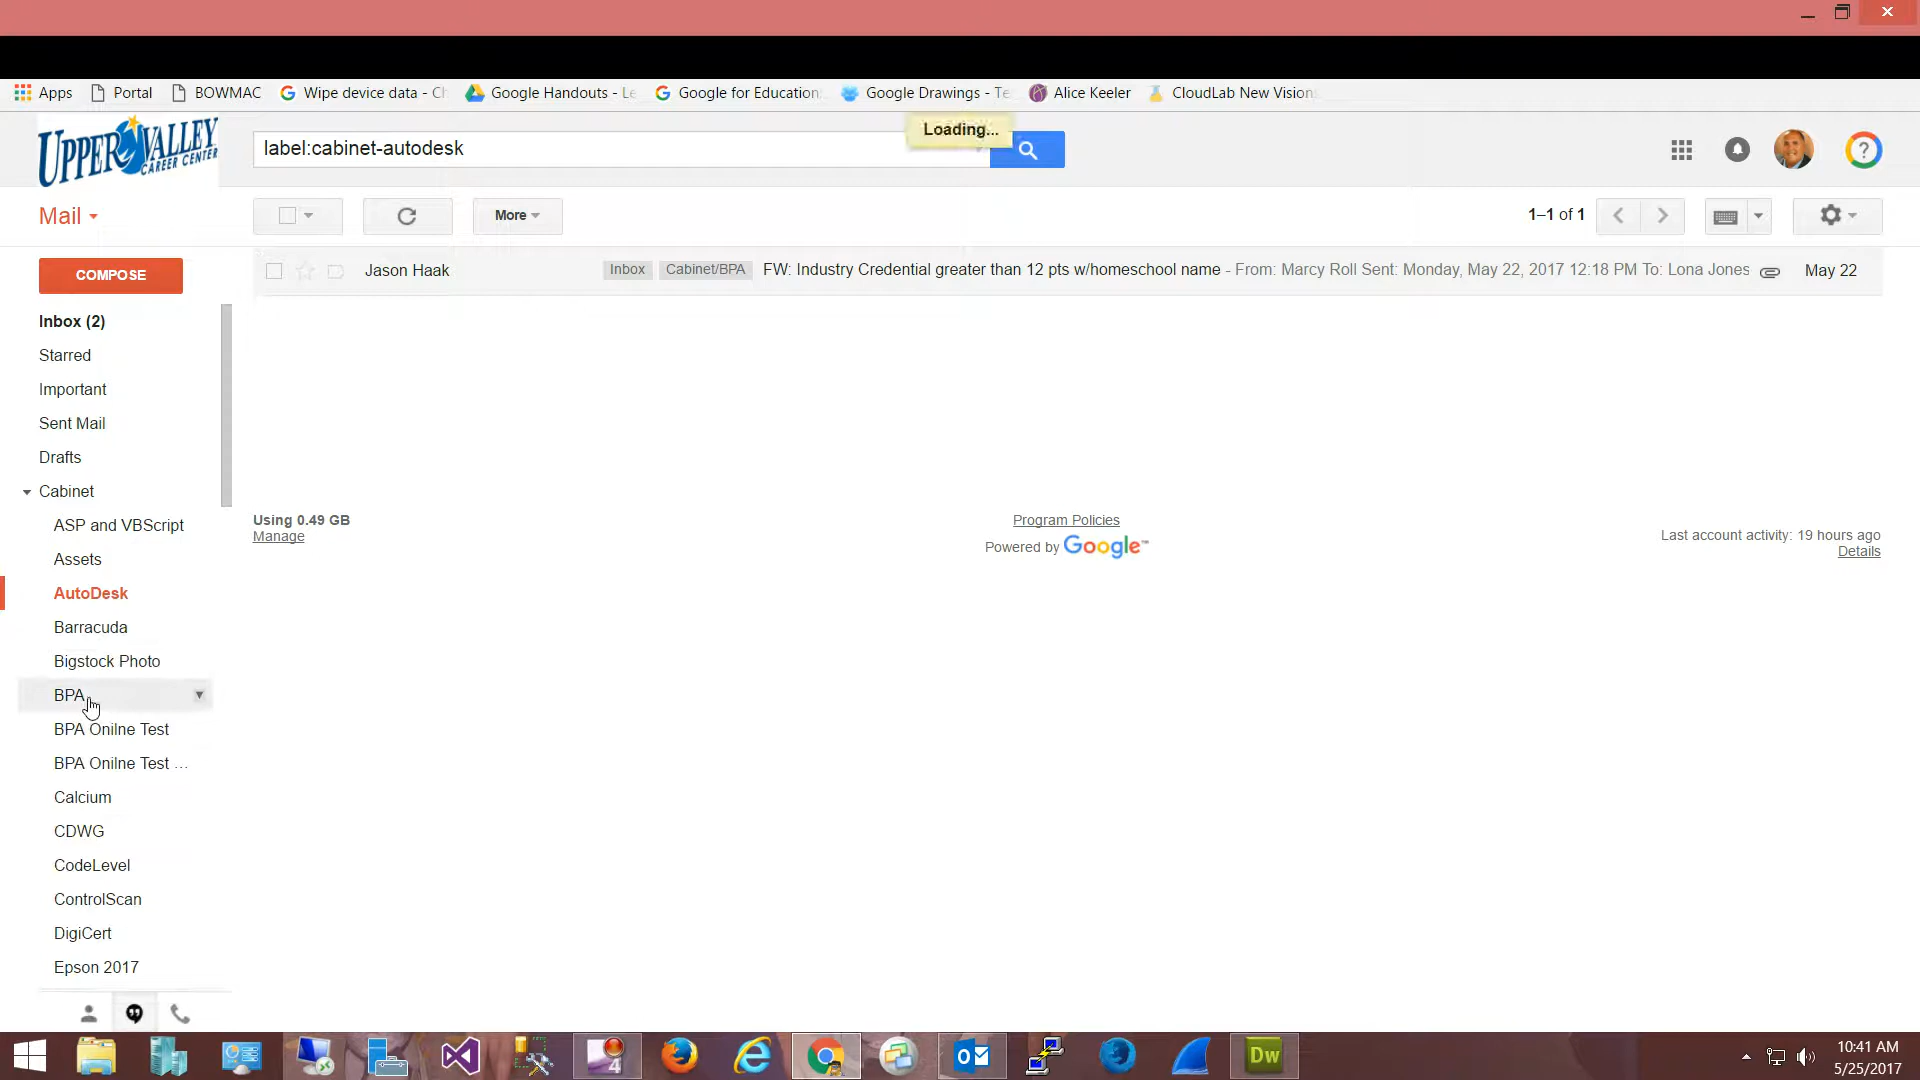 Apps Portal BOWMAC Wipe device data - Ch Google Handouts - Le Google for Education Google Drawings - Te Alice Keeler CloudLab New Vision
UPPER VALLEY
CAREER CENTER
label:cabinet-autodesk
Loading...
?
Mail
More
1–1 of 1
COMPOSE
Jason Haak Inbox Cabinet/BPA FW: Industry Credential greater than 12 pts w/homeschool name - From: Marcy Roll Sent: Monday, May 22, 2017 12:18 PM To: Lona Jones May 22
Inbox (2)
Starred
Important
Sent Mail
Drafts
Cabinet
ASP and VBScript
Assets
AutoDesk
Barracuda
Bigstock Photo
BPA
BPA Onilne Test
BPA Onilne Test ...
Calcium
CDWG
CodeLevel
ControlScan
DigiCert
Epson 2017
Using 0.49 GB
Manage
Program Policies
Powered by Google™
Last account activity: 19 hours ago
Details
4
Dw
10:41 AM
5/25/2017